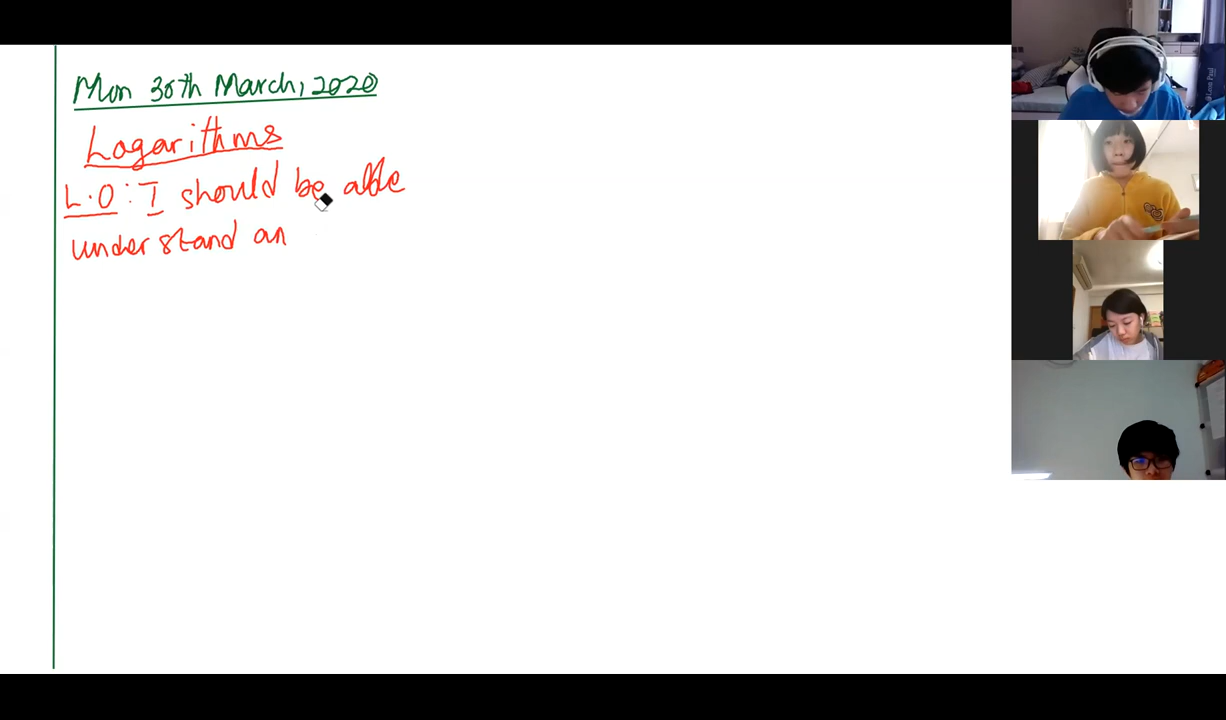 Mon 30th March, 2020
Logarithms
L.O: I should be able
understand an